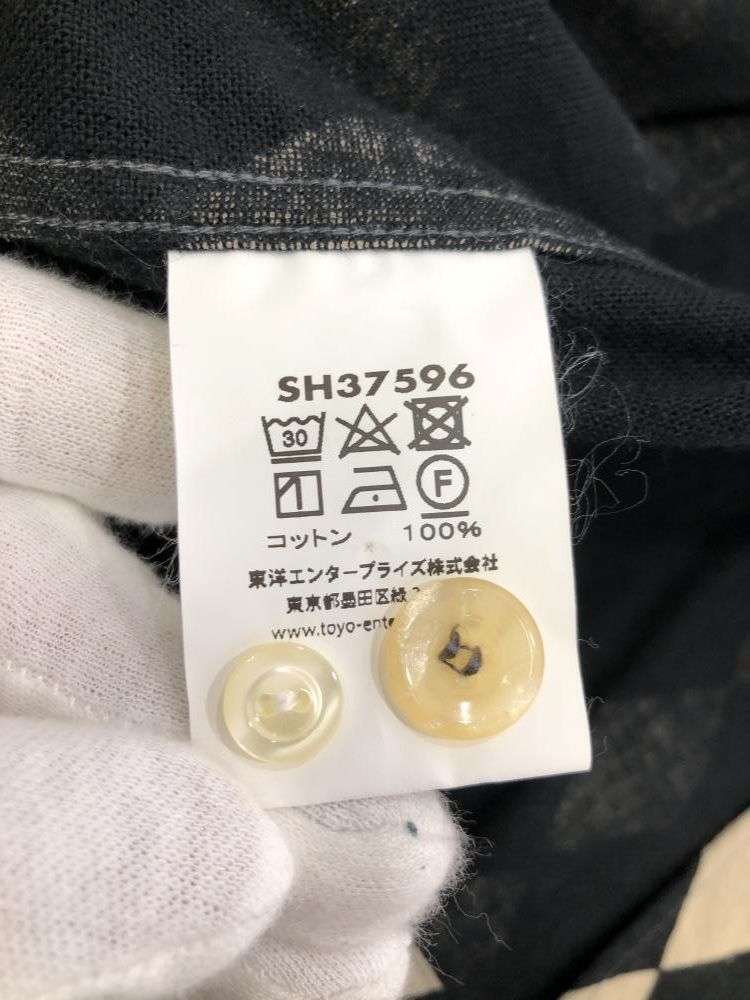 SH37596
30
F
コットン 100%
東洋エンタープライズ株式会社
東京都墨田区緑
www.toyo-ente